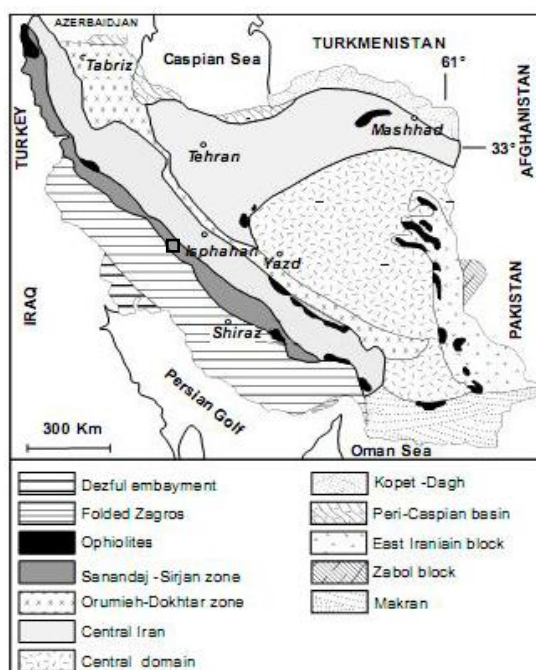 AZERBAIDJAN
Tabriz
Caspian Sea
TURKMENISTAN
61°
TURKEY
Mashhad
AFGHANISTAN
Tehran
33°
Isphahan
Yazd
IRAQ
PAKISTAN
Shiraz
Persian Golf
300 Km
Oman Sea
Dezful embayment
Folded Zagros
Ophiolites
Sanandaj -Sirjan zone
Orumieh-Dokhtar zone
Central Iran
Central domain
Kopet -Dagh
Peri-Caspian basin
East Iraniain block
Zabol block
Makran